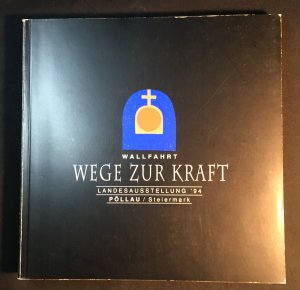 WALLFAHRT
WEGE ZUR KRAFT
LANDESAUSSTELLUNG '94
PÖLLAU / Steiermark